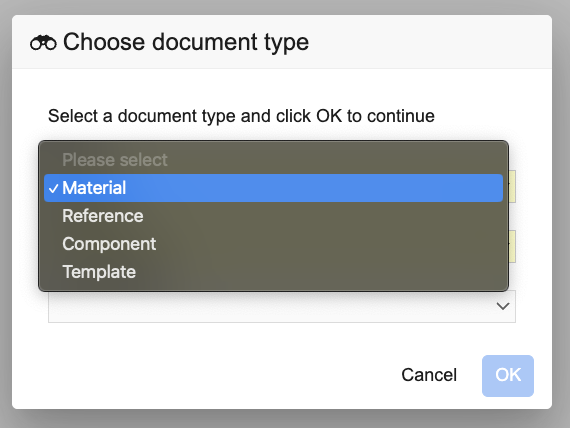 Choose document type
Select a document type and click OK to continue
Please select
Material
Reference
Component
Template
Cancel
OK